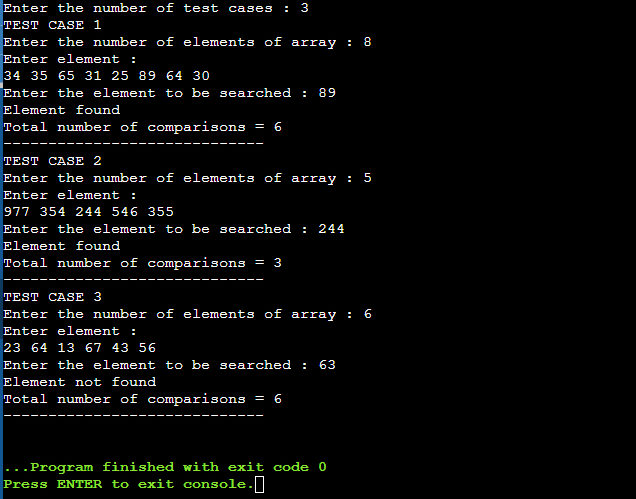 Enter the number of test cases : 3
TEST CASE 1
Enter the number of elements of array : 8
Enter element :
34 35 65 31 25 89 64 30
Enter the element to be searched : 89
Element found
Total number of comparisons = 6
-----------------------------
TEST CASE 2
Enter the number of elements of array : 5
Enter element :
977 354 244 546 355
Enter the element to be searched : 244
Element found
Total number of comparisons = 3
-----------------------------
TEST CASE 3
Enter the number of elements of array : 6
Enter element :
23 64 13 67 43 56
Enter the element to be searched : 63
Element not found
Total number of comparisons = 6
-----------------------------
...Program finished with exit code 0
Press ENTER to exit console.